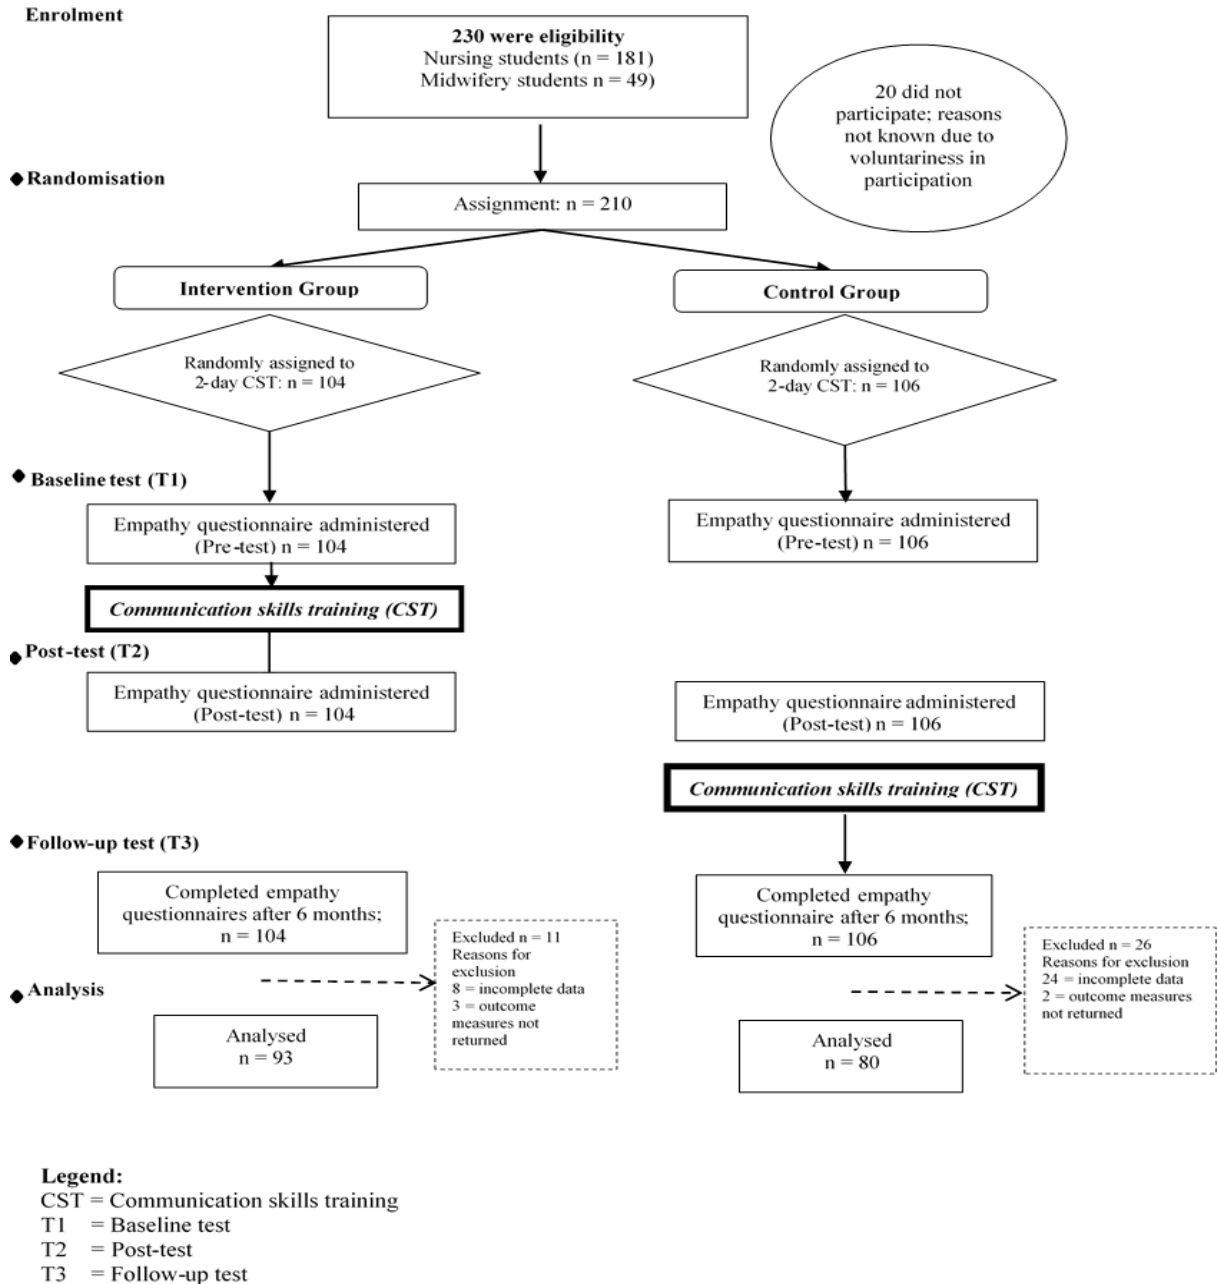 Enrolment
230 were eligibility
Nursing students (n = 181)
Midwifery students n = 49)
20 did not
participate; reasons
not known due to
voluntariness in
participation
Randomisation
Assignment: n = 210
Intervention Group
Control Group
Randomly assigned to
2-day CST: n = 104
Randomly assigned to
2-day CST: n = 106
Baseline test (T1)
Empathy questionnaire administered
(Pre-test) n = 104
Empathy questionnaire administered
(Pre-test) n = 106
Communication skills training (CST)
Post-test (T2)
Empathy questionnaire administered
(Post-test) n = 104
Empathy questionnaire administered
(Post-test) n = 106
Communication skills training (CST)
Follow-up test (T3)
Completed empathy
questionnaires after 6 months;
n = 104
Completed empathy
questionnaire after 6 months;
n = 106
Excluded n = 11
Reasons for
exclusion
8 = incomplete data
3 = outcome
measures not
returned
Excluded n = 26
Reasons for exclusion
24 = incomplete data
2 = outcome measures
not returned
Analysis
Analysed
n = 93
Analysed
n = 80
Legend:
CST = Communication skills training
T1 = Baseline test
T2 = Post-test
T3 = Follow-up test